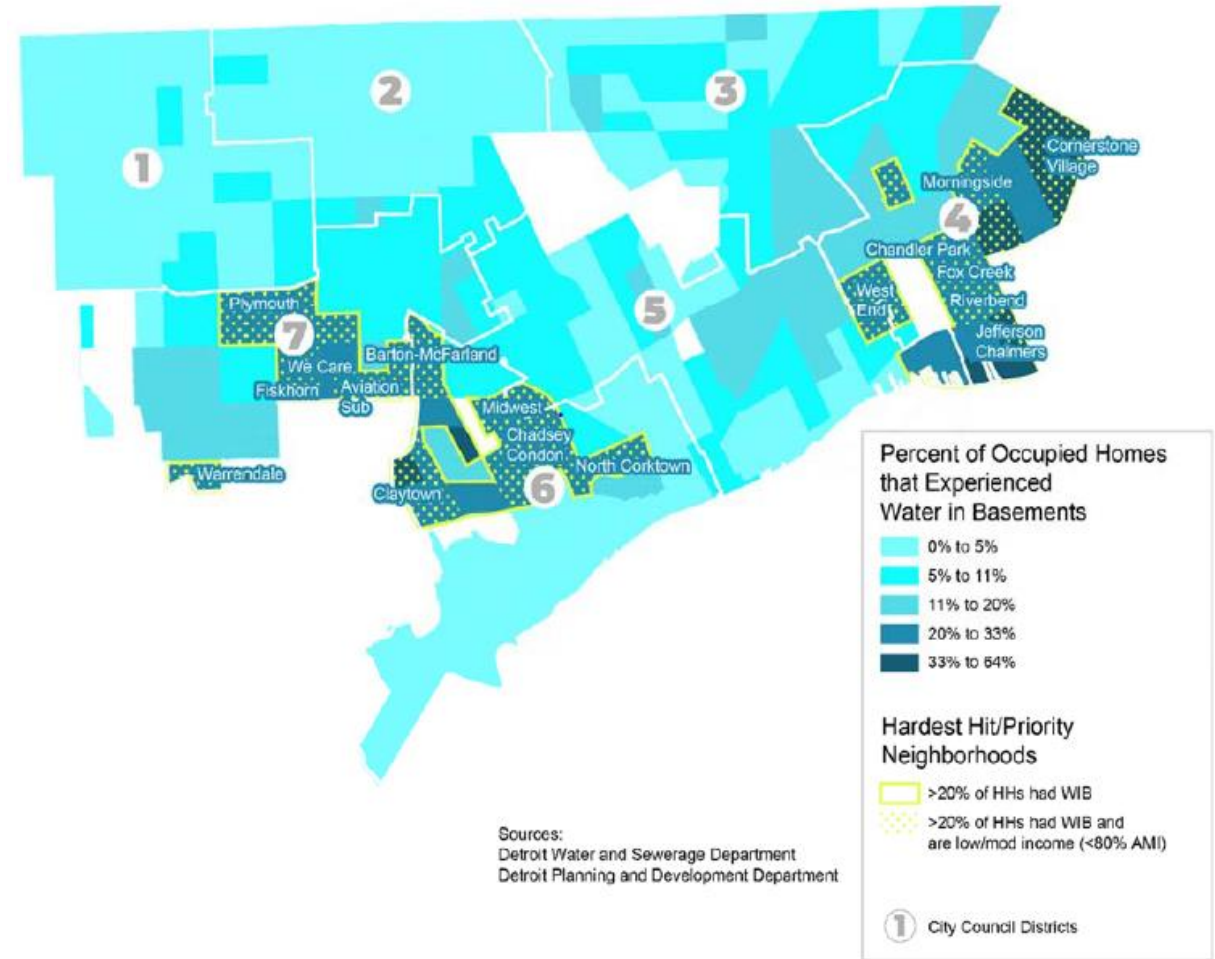 1
2
3
4
5
6
7
Cornerstone
Village
Morningside
Chandler Park
Fox Creek
West
End
Riverbend
Jefferson
Chalmers
Plymouth
We Care
Fiskhorn
Aviation
Sub
Barton-McFarland
Midwest
Chadsey
Condon
North Corktown
Claytown
Warrendale
Percent of Occupied Homes
that Experienced
Water in Basements
0% to 5%
5% to 11%
11% to 20%
20% to 33%
33% to 64%
Hardest Hit/Priority
Neighborhoods
>20% of HHs had WIB
>20% of HHs had WIB and
are low/mod income (<80% AMI)
1 City Council Districts
Sources:
Detroit Water and Sewerage Department
Detroit Planning and Development Department